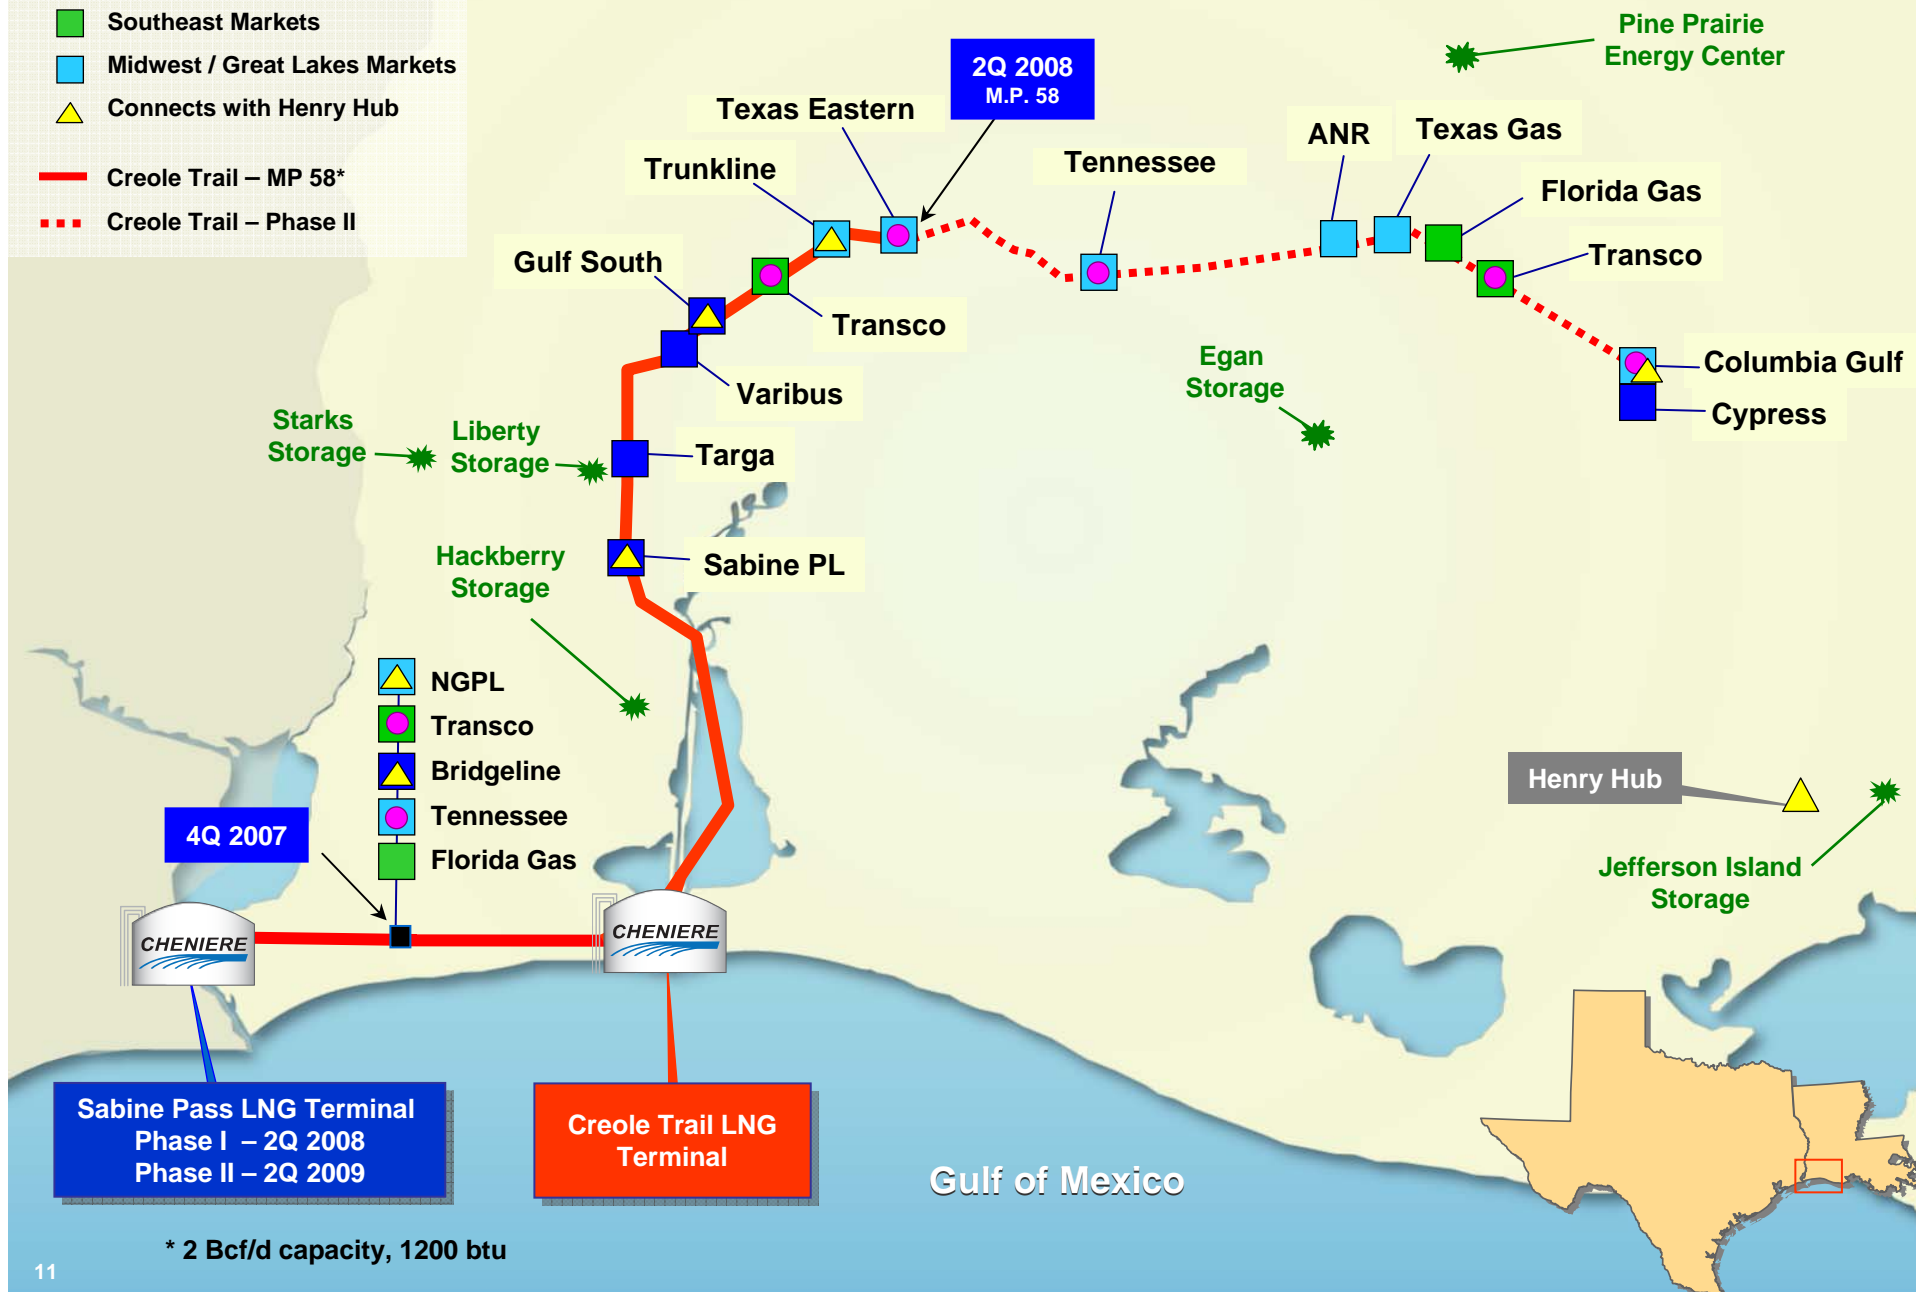 Southeast Markets
Midwest / Great Lakes Markets
Connects with Henry Hub
Creole Trail – MP 58*
Creole Trail – Phase II
2Q 2008
M.P. 58
Pine Prairie
Energy Center
Texas Eastern
Trunkline
Tennessee
ANR
Texas Gas
Florida Gas
Transco
Gulf South
Transco
Varibus
Columbia Gulf
Cypress
Egan
Storage
Starks
Storage
Liberty
Storage
Targa
Hackberry
Storage
Sabine PL
NGPL
Transco
Bridgeline
Tennessee
Florida Gas
4Q 2007
Henry Hub
Jefferson Island
Storage
CHENIERE
CHENIERE
Sabine Pass LNG Terminal
Phase I – 2Q 2008
Phase II – 2Q 2009
Creole Trail LNG
Terminal
Gulf of Mexico
* 2 Bcf/d capacity, 1200 btu
11